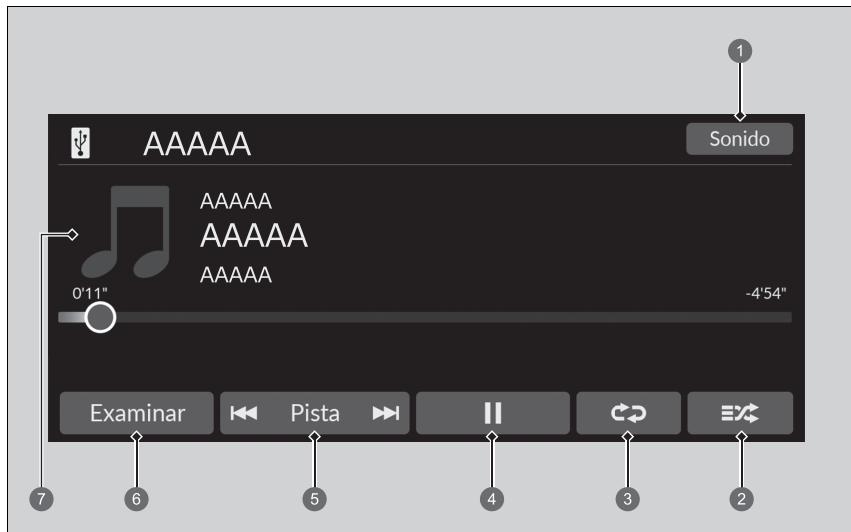 1
AAAAA
Sonido
AAAAA
AAAAA
AAAAA
7
0'11"
-4'54"
Examinar
Pista
6
5
4
3
2